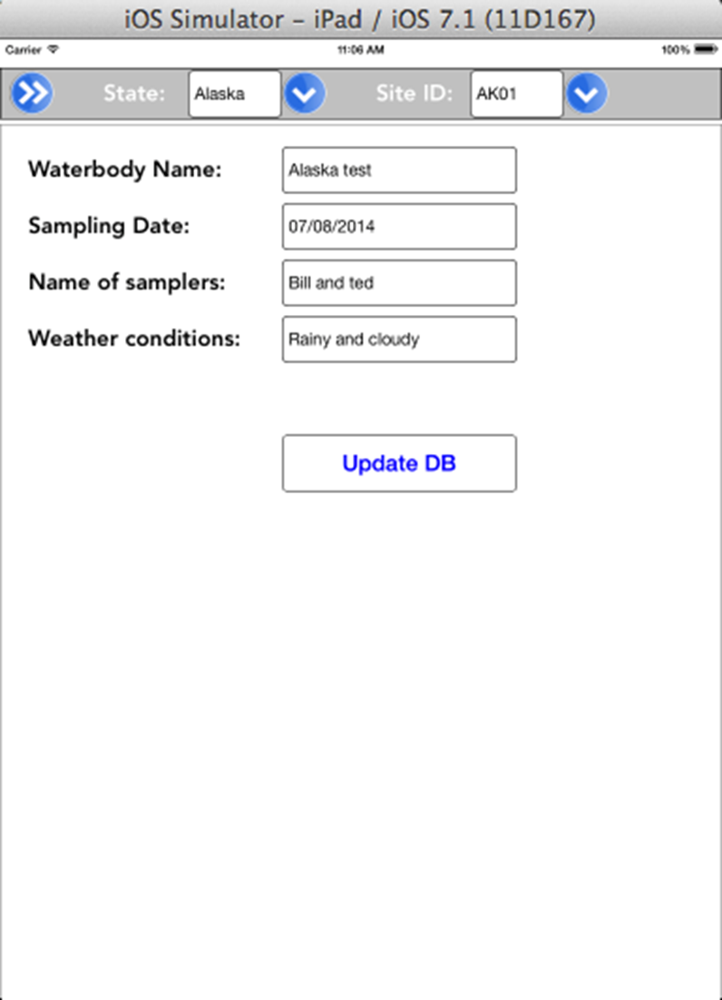 iOS Simulator – iPad / iOS 7.1 (11D167)
Carrier 11:06 AM 100%
State: Alaska Site ID: AK01
Waterbody Name: Alaska test
Sampling Date: 07/08/2014
Name of samplers: Bill and ted
Weather conditions: Rainy and cloudy
Update DB